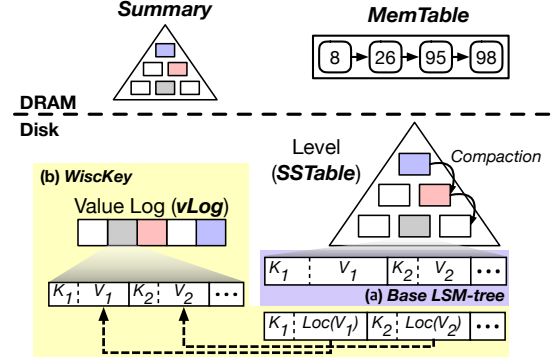 Summary
MemTable
8 26 95 98
DRAM
Disk
Level
(SSTable)
Compaction
(b) WiscKey
Value Log (vLog)
K1 V1 K2 V2 •••
K1 V1 K2 V2 •••
(a) Base LSM-tree
K1 Loc(V1) K2 Loc(V2) •••